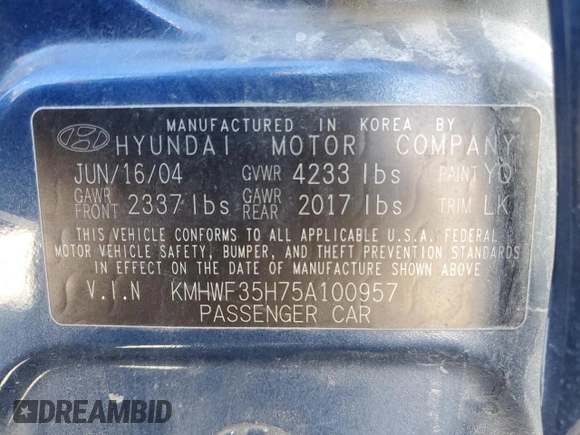 MANUFACTURED IN KOREA BY
HYUNDAI MOTOR COMPANY
JUN/16/04 GVWR 4233 lbs PAINT YO
GAWR FRONT 2337 lbs GAWR REAR 2017 lbs TRIM LK
THIS VEHICLE CONFORMS TO ALL APPLICABLE U.S.A. FEDERAL
MOTOR VEHICLE SAFETY, BUMPER, AND THEFT PREVENTION STANDARDS
IN EFFECT ON THE DATE OF MANUFACTURE SHOWN ABOVE
V.I.N KMHWF35H75A100957
PASSENGER CAR
DREAMBID